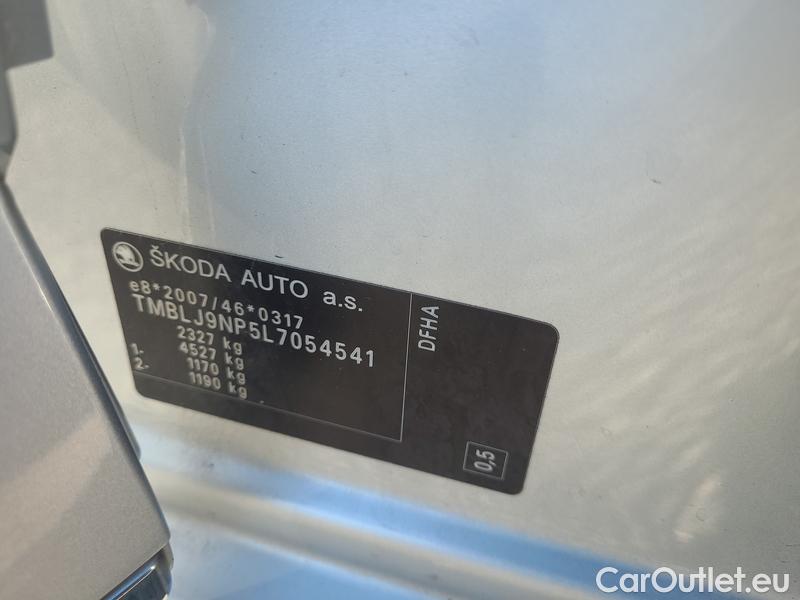 ŠKODA AUTO a.s.
e8*2007/46*0317
TMBLJ9NP5L7054541
2327 kg
1- 4527 kg
2- 1170 kg
1190 kg
DFHA
0,5
CarOutlet.eu